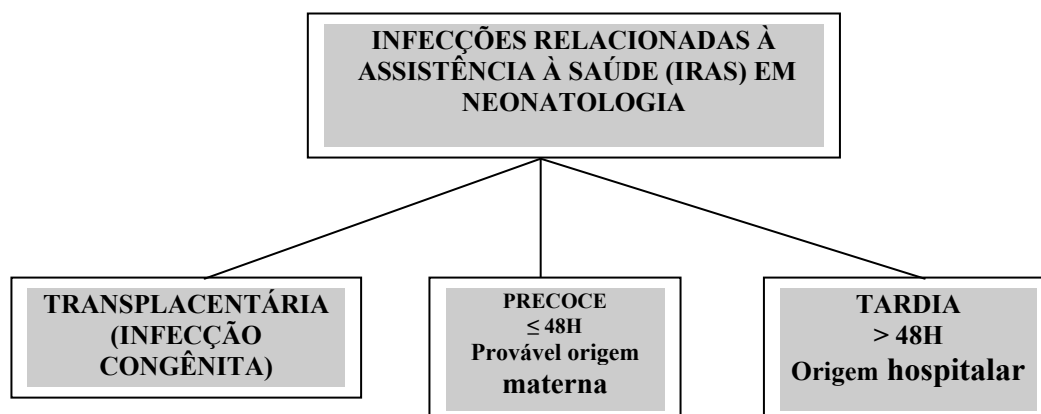 INFECÇÕES RELACIONADAS À
ASSISTÊNCIA À SAÚDE (IRAS) EM
NEONATOLOGIA
TRANSPLACENTÁRIA
(INFECÇÃO
CONGÊNITA)
PRECOCE
≤ 48H
Provável origem
materna
TARDIA
> 48H
Origem hospitalar